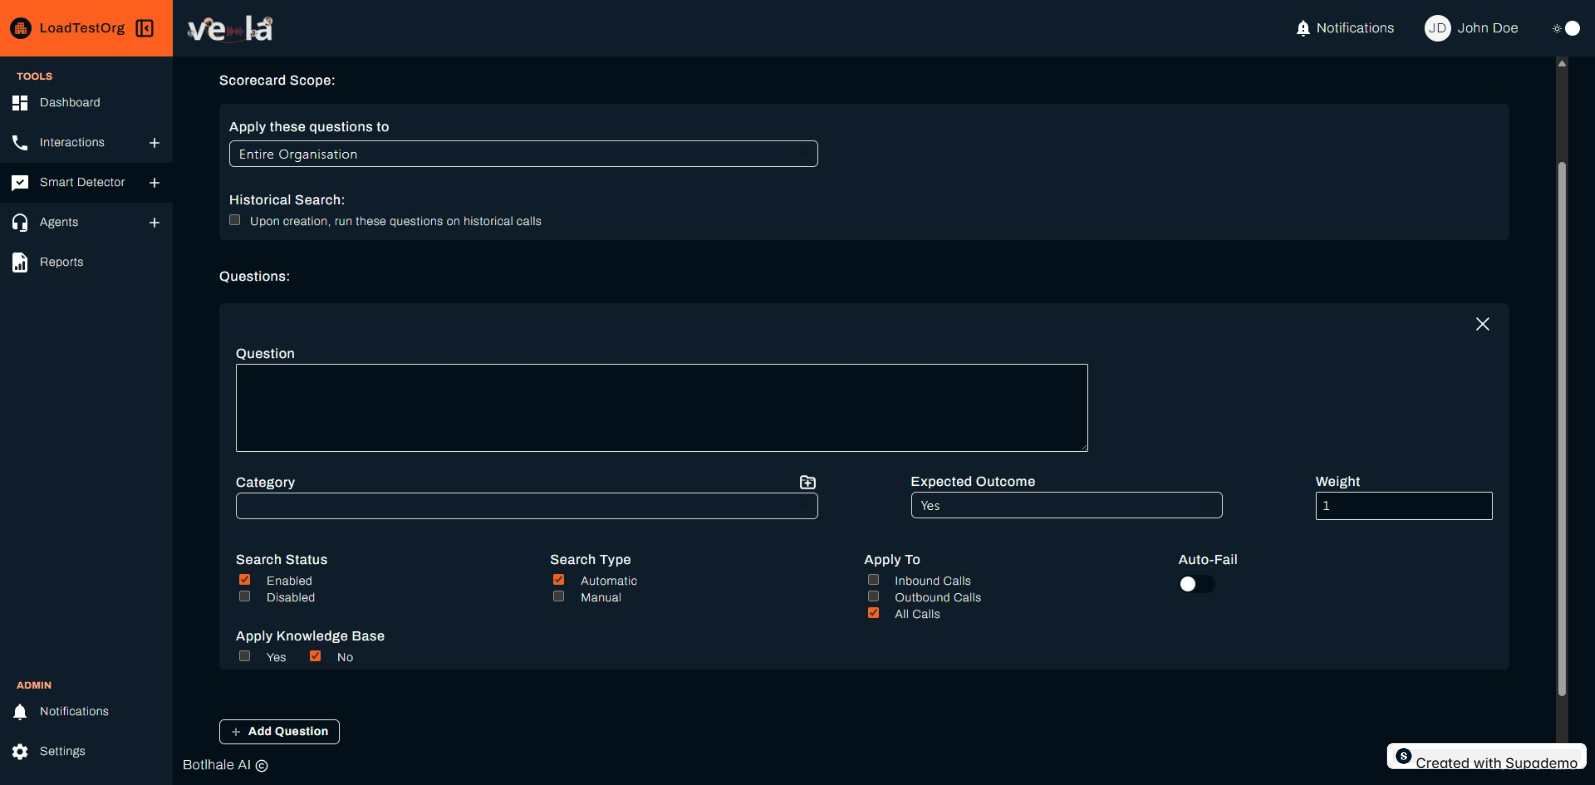 LoadTestOrg
vela
Notifications
JD
John Doe
TOOLS
Dashboard
Interactions
Smart Detector
Agents
Reports
ADMIN
Notifications
Settings
Scorecard Scope:
Apply these questions to
Entire Organisation
Historical Search:
Upon creation, run these questions on historical calls
Questions:
Question
Category
Expected Outcome
Yes
Weight
1
Search Status
Enabled
Disabled
Search Type
Automatic
Manual
Apply To
Inbound Calls
Outbound Calls
All Calls
Auto-Fail
Apply Knowledge Base
Yes No
+ Add Question
Botlhale AI ©
S Created with Supademo